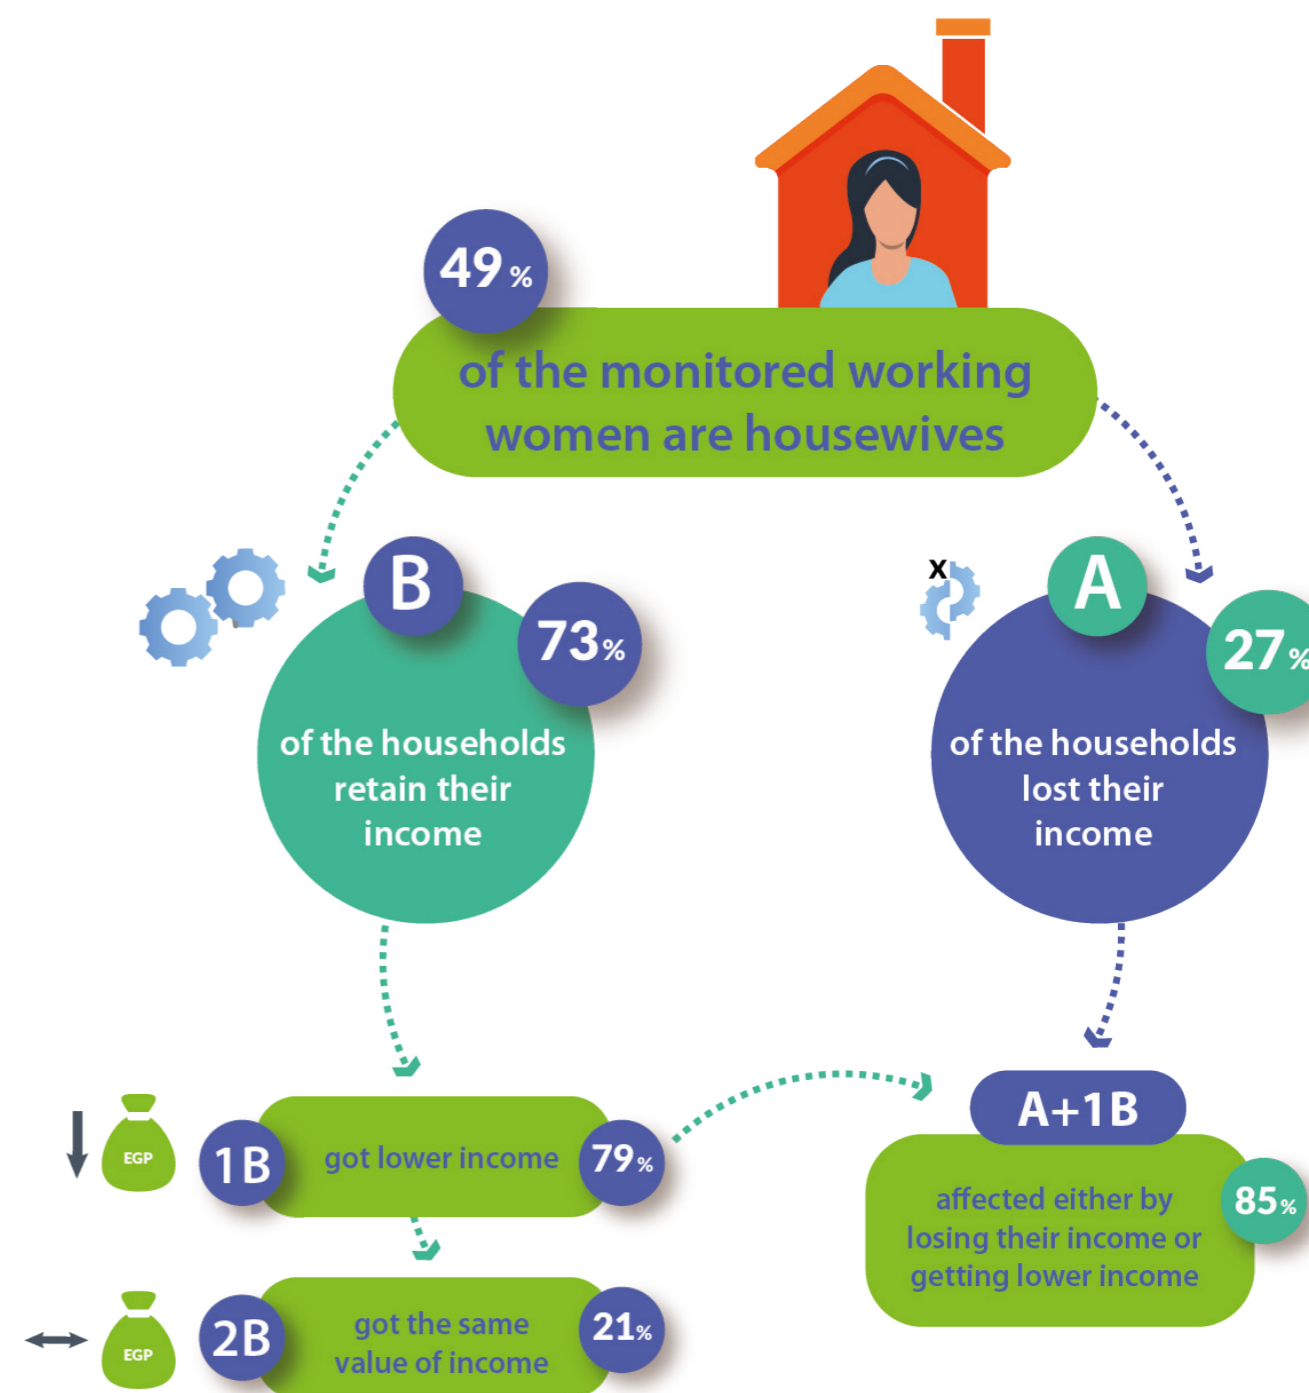 49 %
of the monitored working
women are housewives
B
73%
of the households
retain their
income
X
A
27 %
of the households
lost their
income
EGP
1B
got lower income
79%
A+1B
affected either by
losing their income or
getting lower income
85%
EGP
2B
got the same
value of income
21%